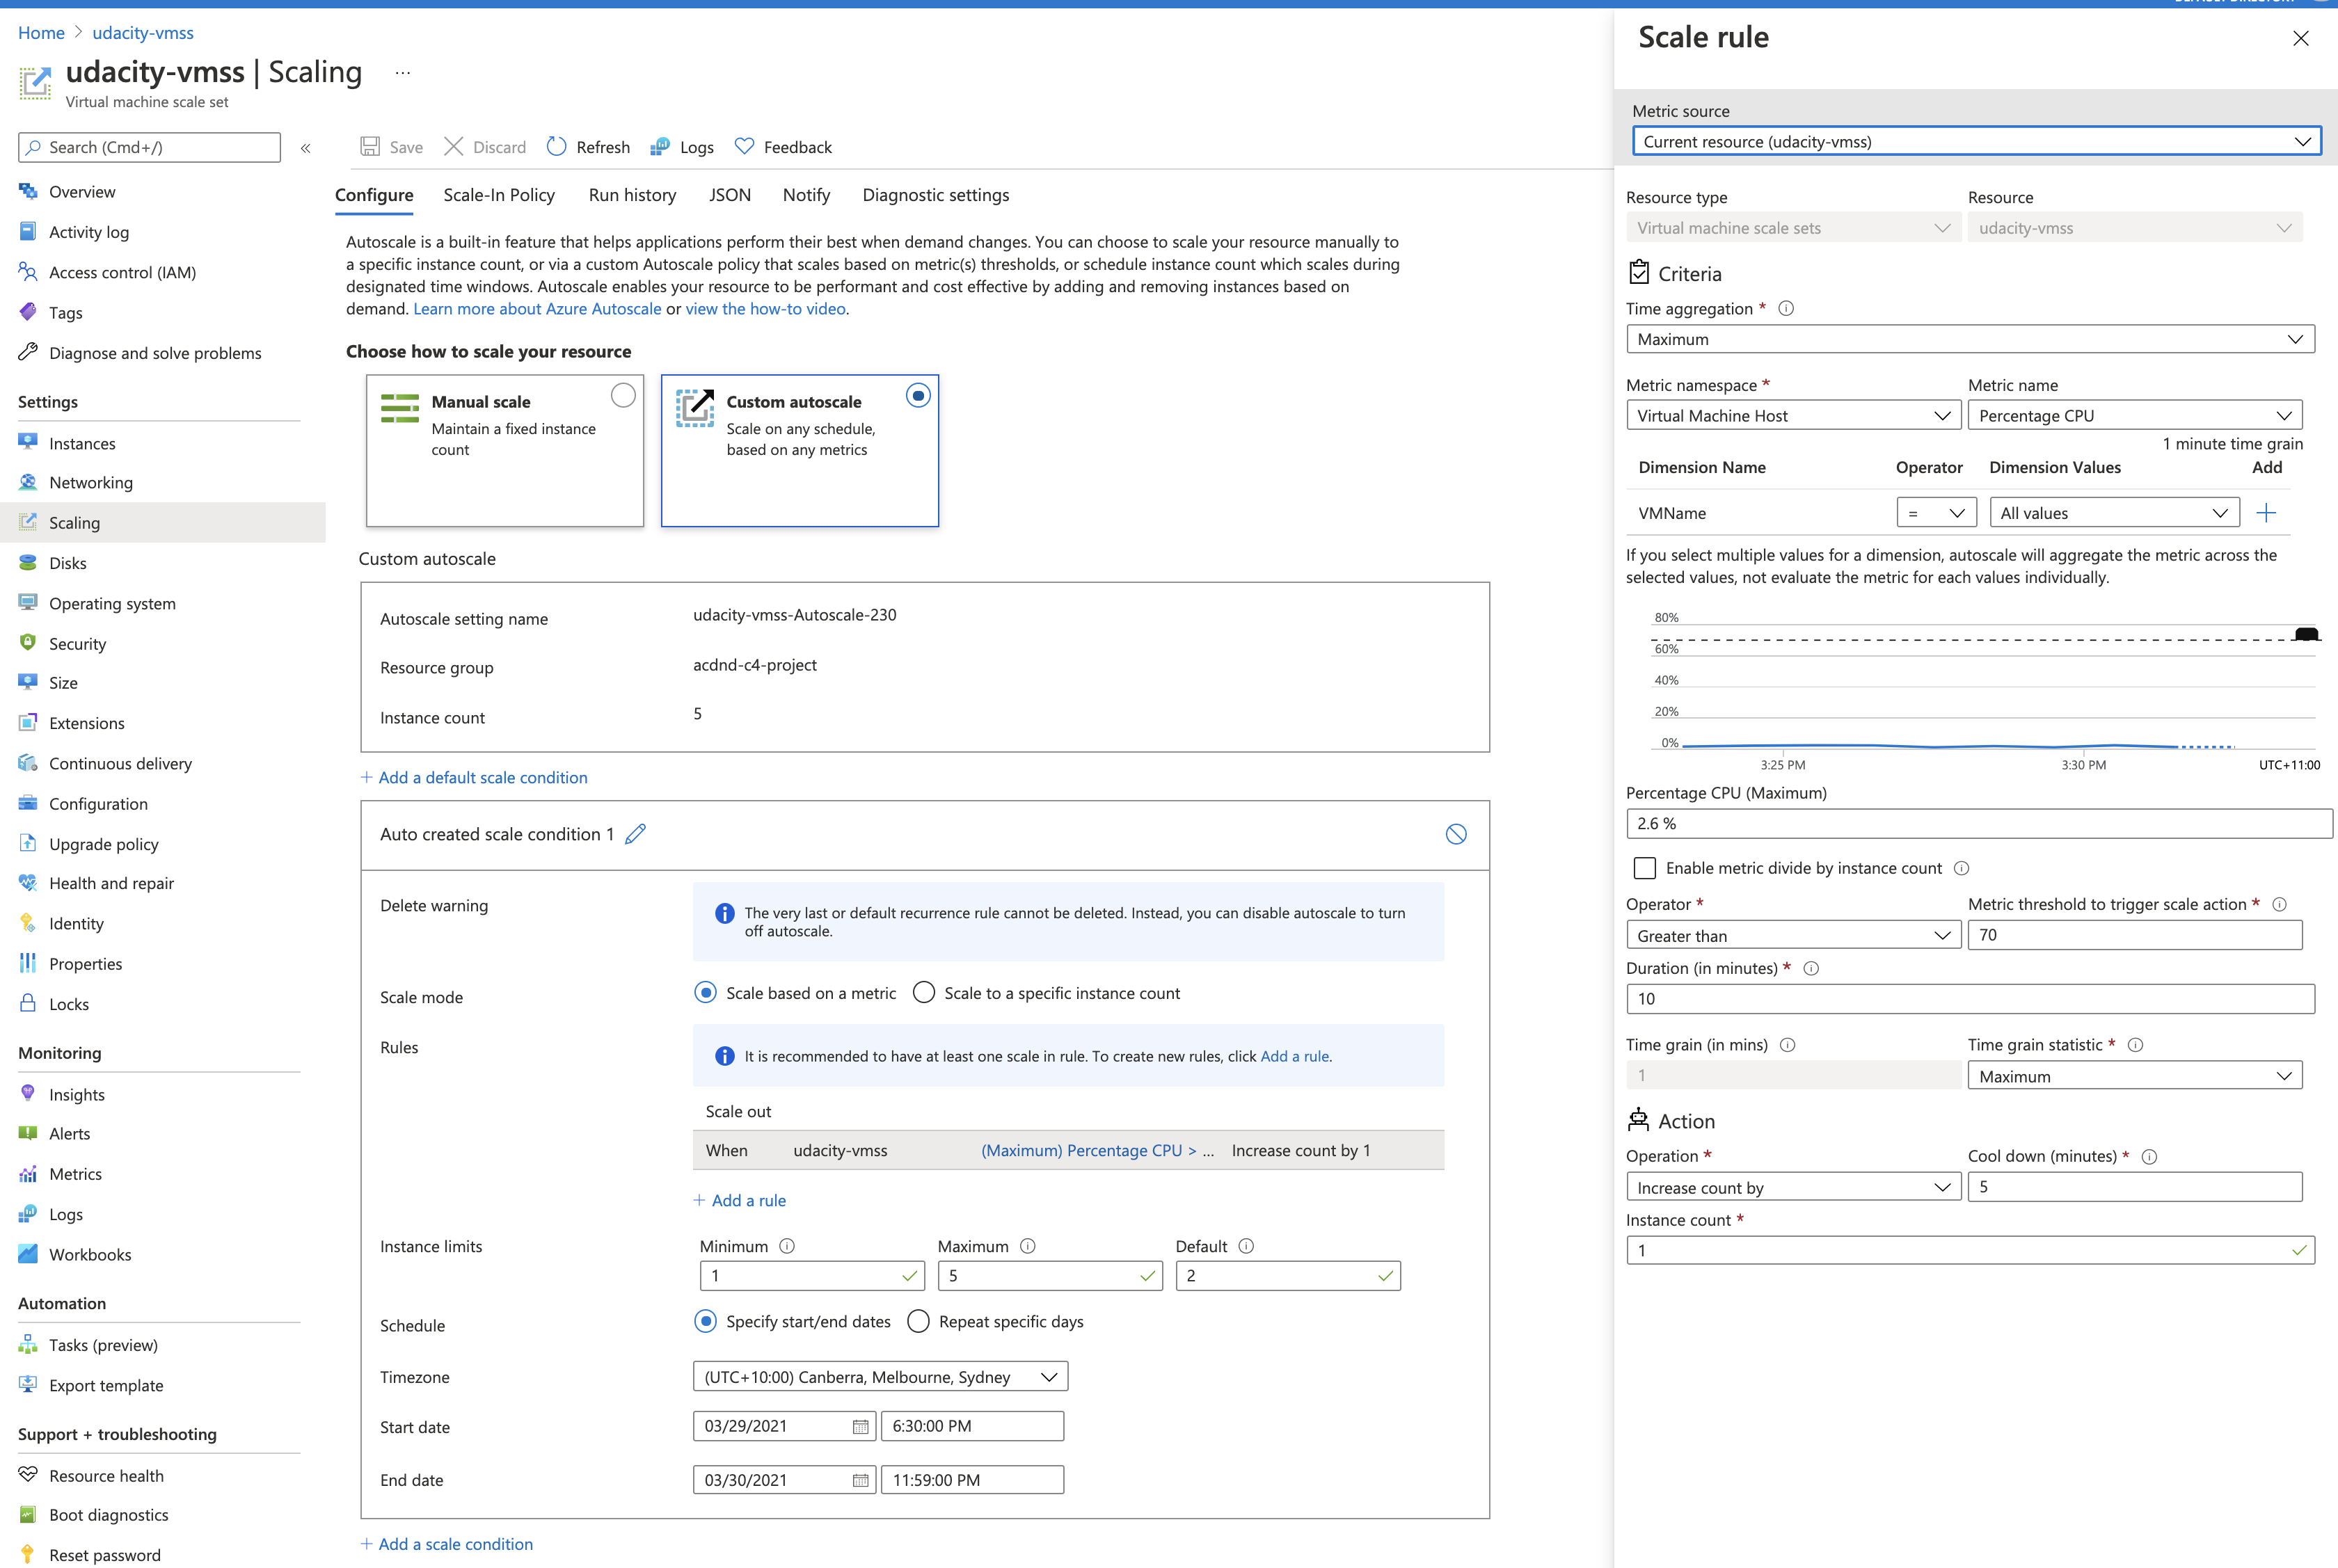 Home > udacity-vmss
udacity-vmss | Scaling ...
Virtual machine scale set
Search (Cmd+/)
«
Overview
Activity log
Access control (IAM)
Tags
Diagnose and solve problems
Settings
Instances
Networking
Scaling
Disks
Operating system
Security
Size
Extensions
Continuous delivery
Configuration
Upgrade policy
Health and repair
Identity
Properties
Locks
Monitoring
Insights
Alerts
Metrics
Logs
Workbooks
Automation
Tasks (preview)
Export template
Support + troubleshooting
Resource health
Boot diagnostics
Reset password
Save Discard Refresh Logs Feedback
Configure Scale-In Policy Run history JSON Notify Diagnostic settings
Autoscale is a built-in feature that helps applications perform their best when demand changes. You can choose to scale your resource manually to
a specific instance count, or via a custom Autoscale policy that scales based on metric(s) thresholds, or schedule instance count which scales during
designated time windows. Autoscale enables your resource to be performant and cost effective by adding and removing instances based on
demand. Learn more about Azure Autoscale or view the how-to video.
Choose how to scale your resource
Manual scale
Maintain a fixed instance
count
Custom autoscale
Scale on any schedule,
based on any metrics
Custom autoscale
Autoscale setting name udacity-vmss-Autoscale-230
Resource group acdnd-c4-project
Instance count 5
+ Add a default scale condition
Auto created scale condition 1
Delete warning
The very last or default recurrence rule cannot be deleted. Instead, you can disable autoscale to turn
off autoscale.
Scale mode Scale based on a metric Scale to a specific instance count
Rules
It is recommended to have at least one scale in rule. To create new rules, click Add a rule.
Scale out
When udacity-vmss (Maximum) Percentage CPU > ... Increase count by 1
+ Add a rule
Instance limits Minimum Maximum Default
1 5 2
Schedule Specify start/end dates Repeat specific days
Timezone (UTC+10:00) Canberra, Melbourne, Sydney
Start date 03/29/2021 6:30:00 PM
End date 03/30/2021 11:59:00 PM
+ Add a scale condition
Scale rule
Metric source
Current resource (udacity-vmss)
Resource type Resource
Virtual machine scale sets udacity-vmss
Criteria
Time aggregation *
Maximum
Metric namespace * Metric name
Virtual Machine Host Percentage CPU
1 minute time grain
Dimension Name Operator Dimension Values Add
VMName = All values +
If you select multiple values for a dimension, autoscale will aggregate the metric across the
selected values, not evaluate the metric for each values individually.
80%
60%
40%
20%
0%
3:25 PM 3:30 PM UTC+11:00
Percentage CPU (Maximum)
2.6 %
Enable metric divide by instance count
Operator * Metric threshold to trigger scale action *
Greater than 70
Duration (in minutes) *
10
Time grain (in mins) Time grain statistic *
1 Maximum
Action
Operation * Cool down (minutes) *
Increase count by 5
Instance count *
1